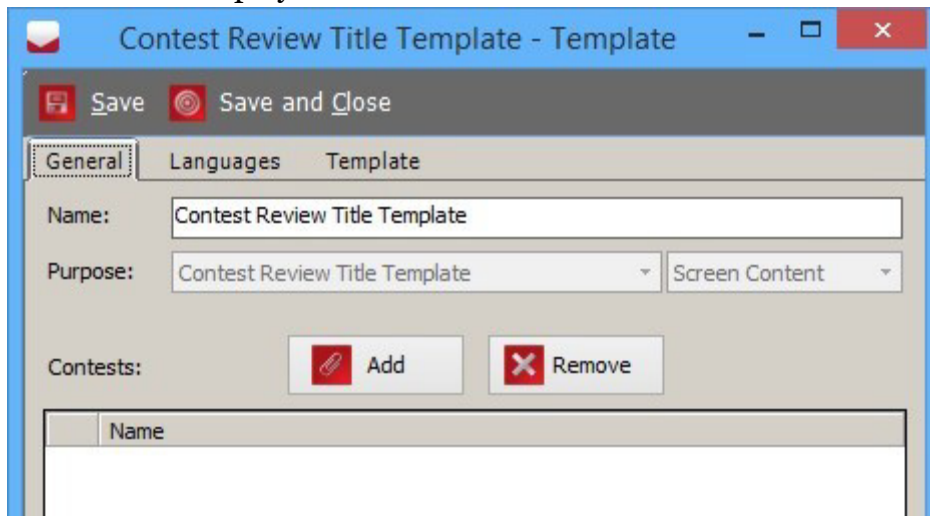 Contest Review Title Template - Template
Save Save and Close
General Languages Template
Name: Contest Review Title Template
Purpose: Contest Review Title Template Screen Content
Contests: Add Remove
Name